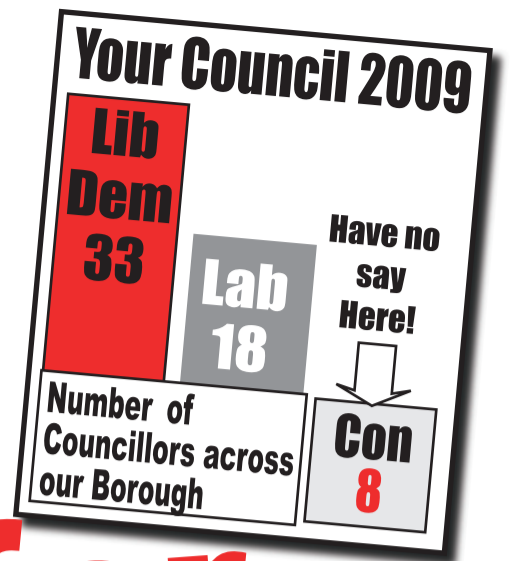 Your Council 2009
Lib
Dem
33
Lab
18
Have no
say
Here!
Number of
Councillors across
our Borough
Con
8